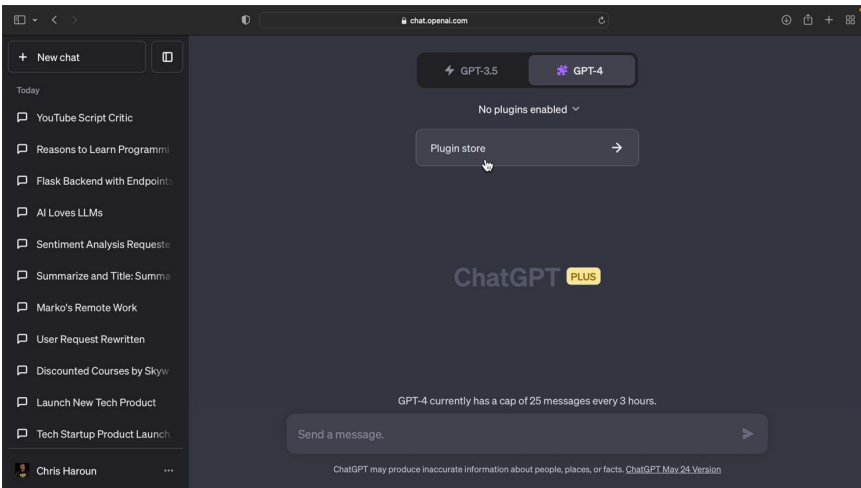 chat.openai.com
New chat
Today
YouTube Script Critic
Reasons to Learn Programmi
Flask Backend with Endpoints
AI Loves LLMs
Sentiment Analysis Requeste
Summarize and Title: Summa
Marko's Remote Work
User Request Rewritten
Discounted Courses by Skyw
Launch New Tech Product
Tech Startup Product Launch
Chris Haroun
GPT-3.5 GPT-4
No plugins enabled
Plugin store
ChatGPT PLUS
GPT-4 currently has a cap of 25 messages every 3 hours.
Send a message.
ChatGPT may produce inaccurate information about people, places, or facts. ChatGPT May 24 Version